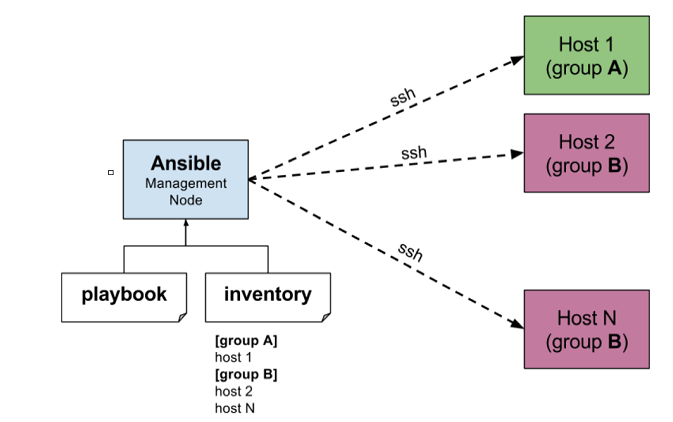 Host 1
(group A)
ssh
Host 2
(group B)
ssh
Ansible
Management
Node
ssh
playbook
inventory
Host N
(group B)
[group A]
host 1
[group B]
host 2
host N